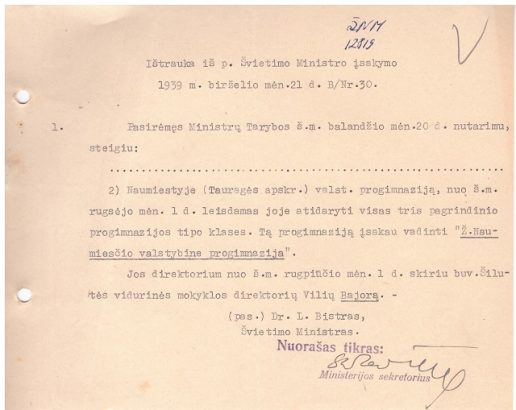 ŠNM
12819
Ištrauka iš p. Švietimo Ministro įsakymo
1939 m. birželio mėn.21 d. B/Nr.30.
1. Pasirėmęs Ministrų Tarybos š.m. balandžio mėn.20 d. nutarimu,
steigiu:
2) Naumiestyje (Tauragės apskr.) valst. progimnaziją, nuo š.m.
rugsėjo mėn. 1 d. leisdamas joje atidaryti visas tris pagrindinio
progimnazijos tipo klases. Tą progimnaziją įsakau vadinti "Ž.Nau-
miesčio valstybine progimnazija".
Jos direktorium nuo š.m. rugpiūčio mėn. 1 d. skiriu buv.Šilu-
tės vidurinės mokyklos direktorių Vilių Bajorą. -
(pas.) Dr. L. Bistras,
Švietimo Ministras.
Nuorašas tikras:
Ministerijos sekretorius